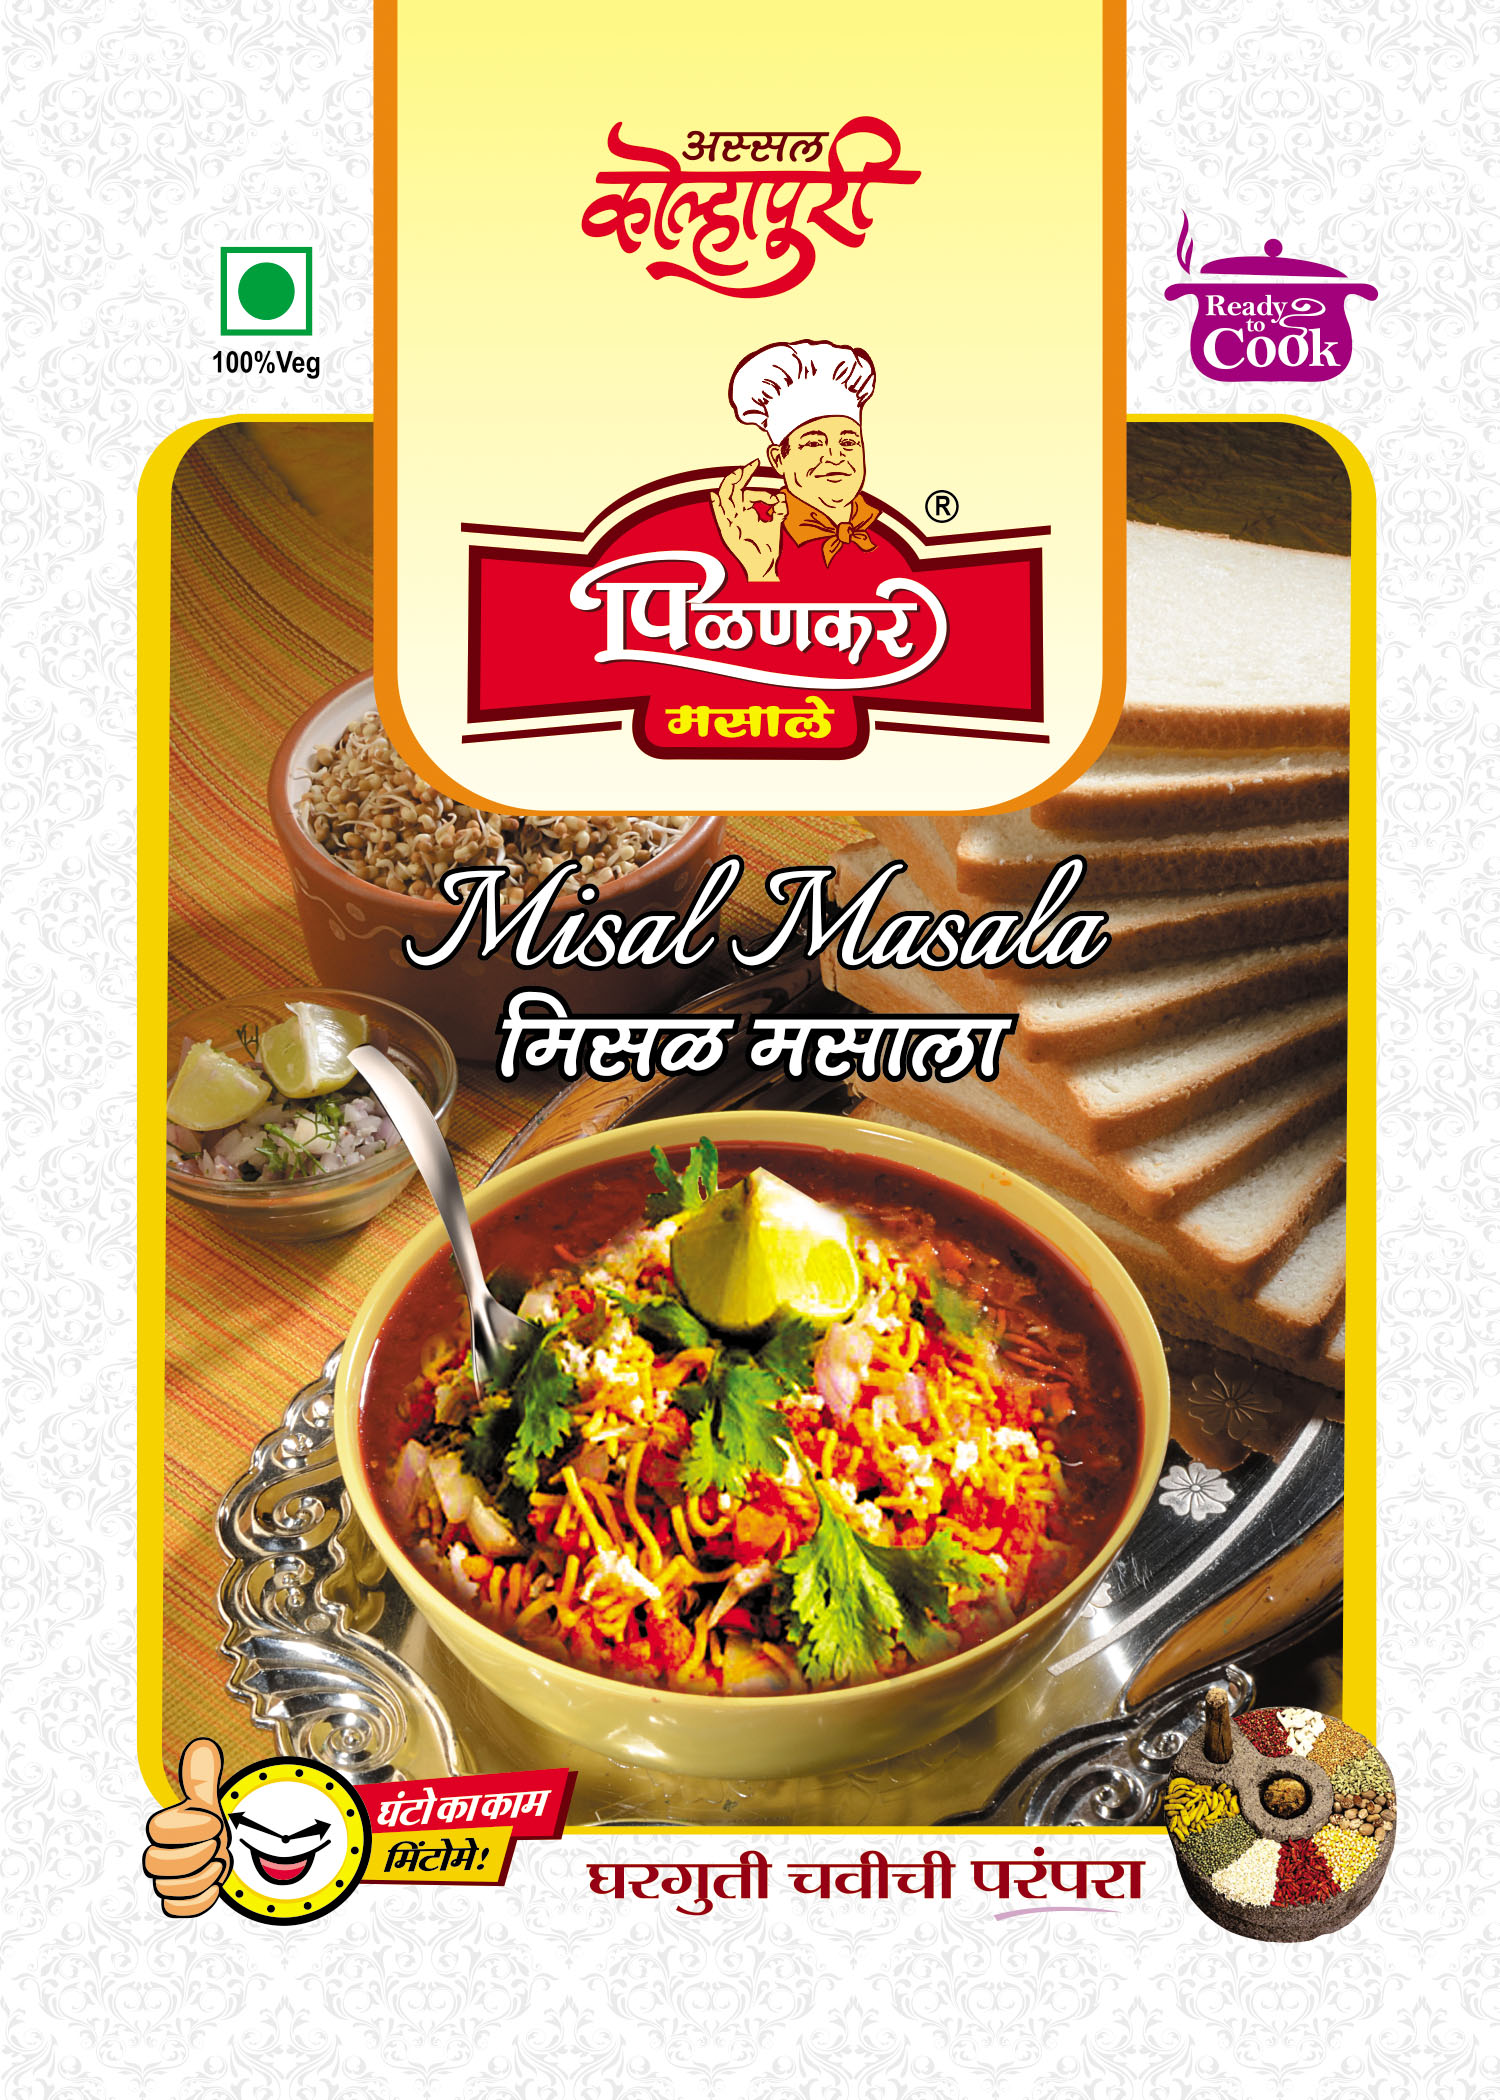 अस्सल
कोल्हापुरी
100%Veg
Ready
to
Cook
®
पिळणकर
मसाले
Misal Masala
मिसळ मसाला
घंटो का काम
मिंटोमे!
घरगुती चवीची परंपरा